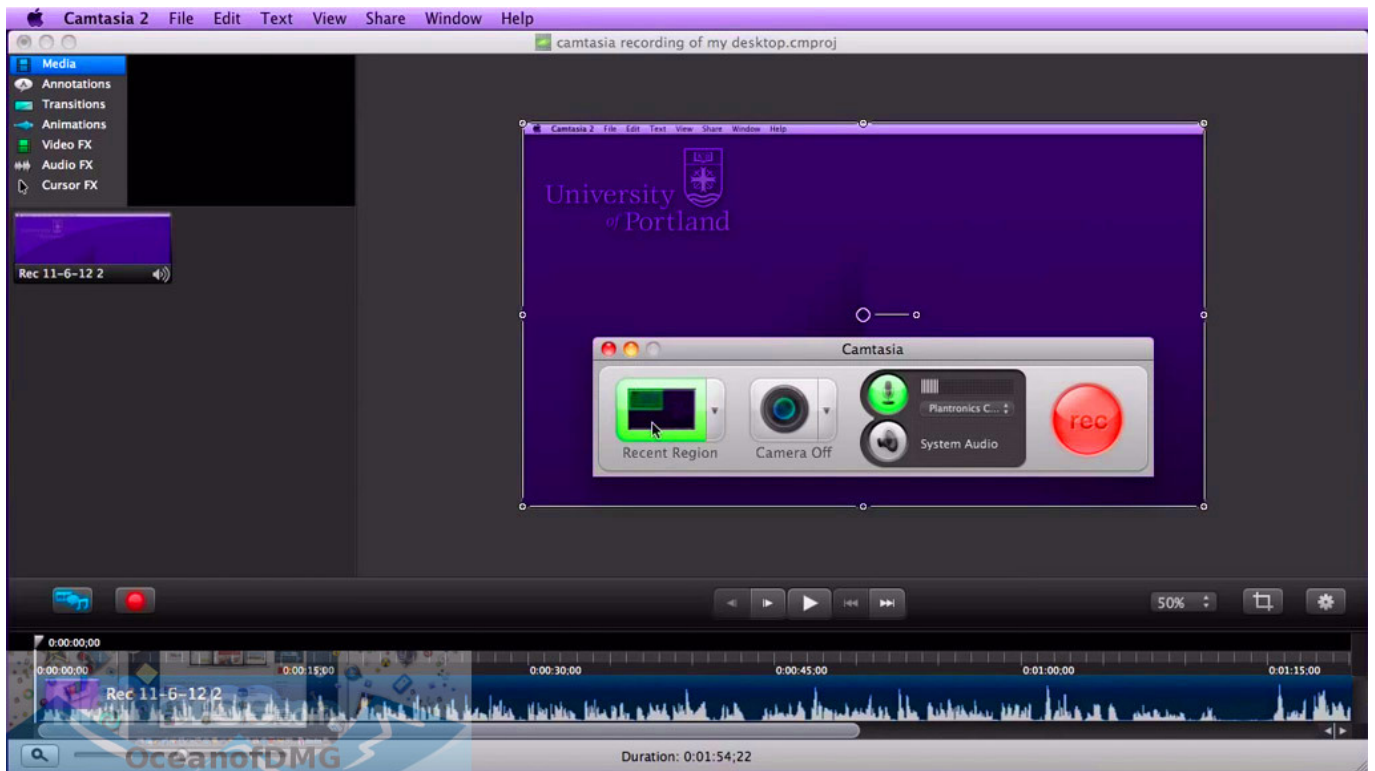 Camtasia 2 File Edit Text View Share Window Help
camtasia recording of my desktop.cmproj
Media
Annotations
Transitions
Animations
Video FX
Audio FX
Cursor FX
Rec 11-6-12 2
Camtasia 2 File Edit Text View Share Window Help
University
of Portland
Camtasia
Recent Region
Camera Off
Plantronics C...
System Audio
rec
50%
0:00:00;00
0:00:00;00 0:00:15;00 0:00:30;00 0:00:45;00 0:01:00;00 0:01:15;00
Rec 11-6-12 2
OceanofDMG
Duration: 0:01:54;22